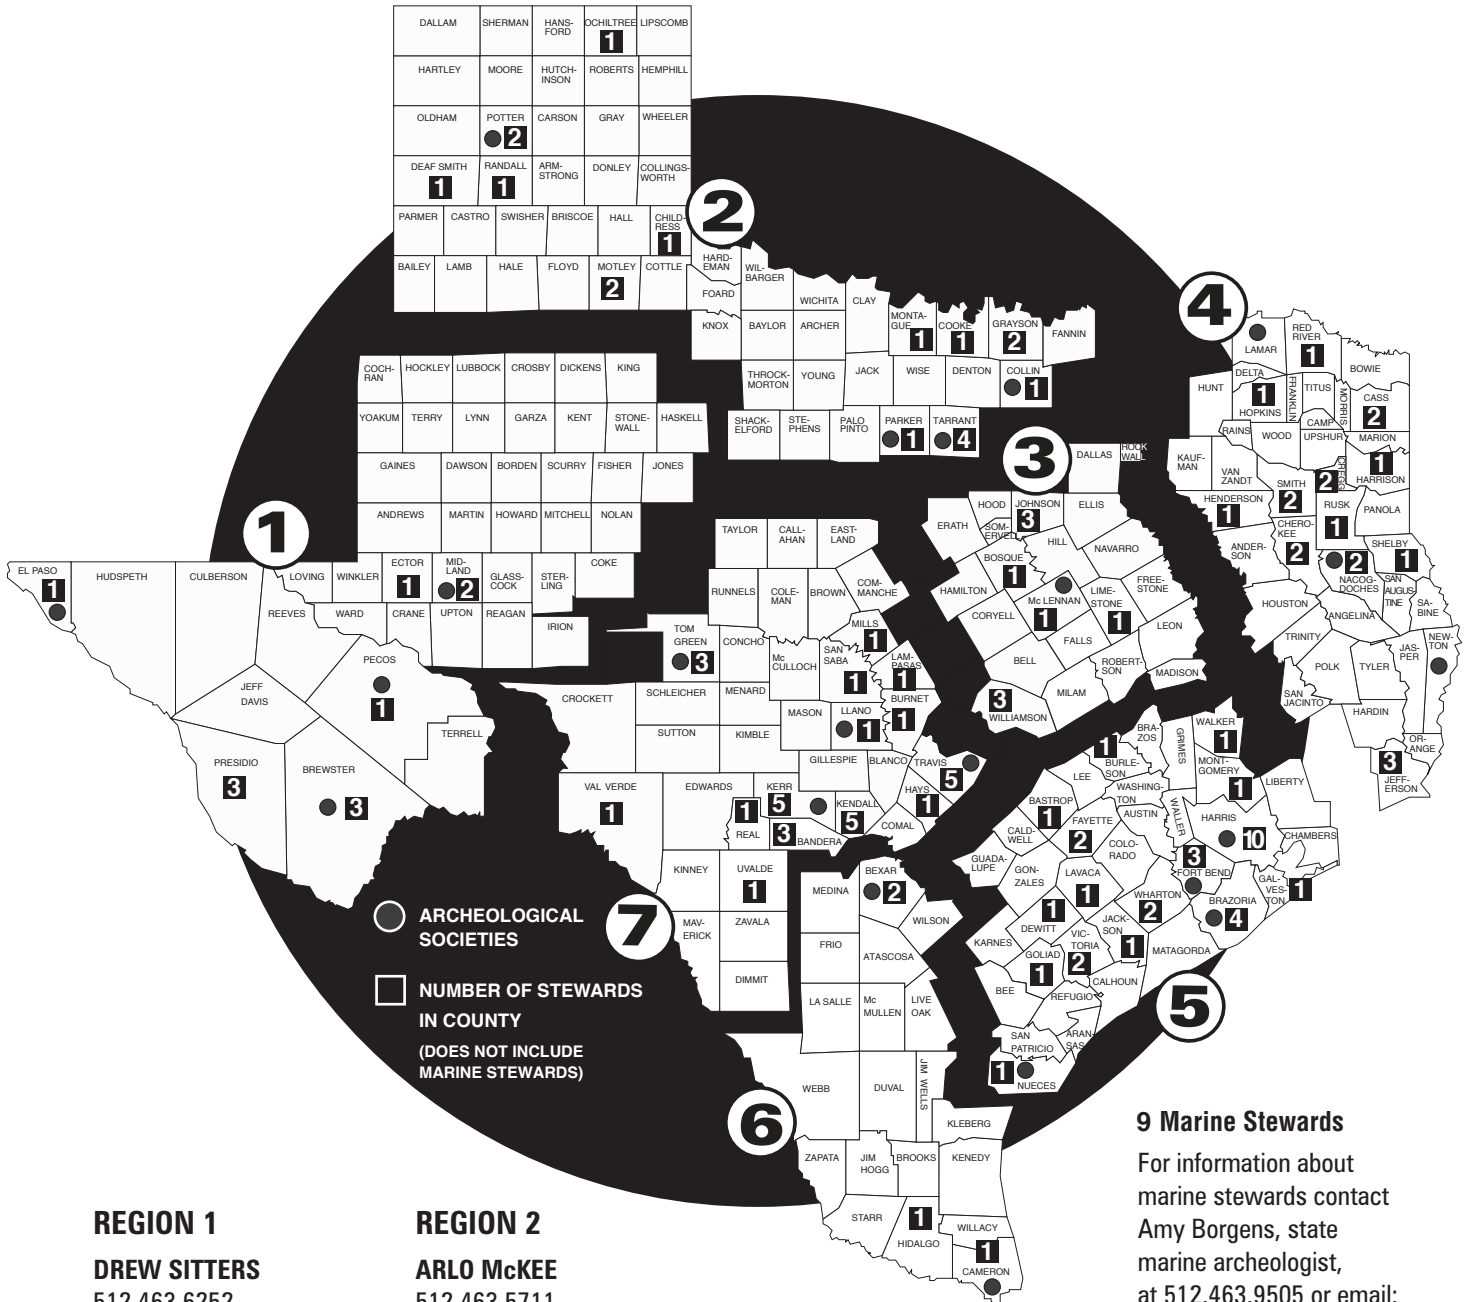 DALLAM SHERMAN HANS- OCHILTREE LIPSCOMB
FORD
1
HARTLEY MOORE HUTCH- ROBERTS HEMPHILL
INSON
OLDHAM POTTER CARSON GRAY WHEELER
2
DEAF SMITH RANDALL ARM- DONLEY COLLINGS-
STRONG WORTH
1 1
PARMER CASTRO SWISHER BRISCOE HALL CHILD-
RESS
1
BAILEY LAMB HALE FLOYD MOTLEY COTTLE
2
2
HARD-
EMAN
WIL-
BARGER
FOARD
WICHITA CLAY
MONTA-
GUE
1
COOKE
1
GRAYSON
2
FANNIN
KNOX BAYLOR ARCHER
THROCK-
MORTON
YOUNG JACK WISE DENTON COLLIN
1
SHACK-
ELFORD
STE-
PHENS
PALO
PINTO
PARKER
1
TARRANT
4
COCH-
RAN
HOCKLEY LUBBOCK CROSBY DICKENS KING
YOAKUM TERRY LYNN GARZA KENT STONE-
WALL
HASKELL
GAINES DAWSON BORDEN SCURRY FISHER JONES
ANDREWS MARTIN HOWARD MITCHELL NOLAN
1
EL PASO
1
HUDSPETH CULBERSON LOVING WINKLER
ECTOR
1
MID-
LAND
2
GLASS-
COCK
STER-
LING
COKE
REEVES WARD CRANE UPTON REAGAN IRION
JEFF
DAVIS
PECOS
1
TERRELL
PRESIDIO
3
BREWSTER
3
4
LAMAR
RED
RIVER
1
BOWIE
HUNT
DELTA
1
HOPKINS
FRANKLIN
TITUS
MORRIS
CASS
2
CAMP
RAINS WOOD UPSHUR MARION
1
HARRISON
KAUF-
MAN
VAN
ZANDT
SMITH
2
GREGG
2
HENDERSON
1
RUSK
1
PANOLA
CHERO-
KEE
2
ANDER-
SON
2
NACOG-
DOCHES
SHELBY
1
SAN
AUGUS-
TINE
SA-
BINE
HOUSTON ANGELINA
TRINITY
POLK TYLER
JAS-
PER
NEW-
TON
SAN
JACINTO
HARDIN
OR-
ANGE
3
JEFF-
ERSON
3
DALLAS
ROCK
WALL
HOOD JOHNSON
3
ELLIS
ERATH
SOM-
ERVELL
HILL
NAVARRO
BOSQUE
1
HAMILTON
Mc LENNAN
1
LIME-
STONE
1
FREE-
STONE
CORYELL
FALLS
LEON
BELL
ROBERT-
SON
MADISON
MILAM
3
WILLIAMSON
TAYLOR
CALL-
AHAN
EAST-
LAND
RUNNELS
COLE-
MAN
BROWN
COM-
MANCHE
MILLS
1
TOM
GREEN
3
CONCHO
Mc
CULLOCH
SAN
SABA
1
LAM-
PASAS
1
BURNET
1
CROCKETT SCHLEICHER MENARD
MASON
LLANO
1
SUTTON KIMBLE
GILLESPIE BLANCO
TRAVIS
5
VAL VERDE
1
EDWARDS
1
REAL
KERR
5
KENDALL
5
HAYS
1
3
BANDERA
COMAL
KINNEY
UVALDE
1
7
MAV-
ERICK
ZAVALA
DIMMIT
MEDINA
BEXAR
2
WILSON
FRIO
ATASCOSA
LA SALLE
Mc
MULLEN
LIVE
OAK
WEBB DUVAL
JIM WELLS
KLEBERG
6
ZAPATA
JIM
HOGG
BROOKS KENEDY
STARR
1
HIDALGO
WILLACY
1
CAMERON
BRA-
ZOS
GRIMES
WALKER
1
1
BURLE-
SON
MONT-
GOMERY
1
LIBERTY
LEE
WASHING-
TON
BASTROP
1
FAYETTE
2
AUSTIN
WALLER
HARRIS
10
CHAMBERS
CALD-
WELL
COLO-
RADO
3
FORT BEND
GUADA-
LUPE
GON-
ZALES
LAVACA
1
WHARTON
2
BRAZORIA
4
GAL-
VES-
TON
1
1
DEWITT
JACK-
SON
1
KARNES
VIC-
TORIA
2
MATAGORDA
GOLIAD
1
CALHOUN
BEE REFUGIO
5
SAN
PATRICIO
ARAN-
SAS
1
NUECES
ARCHEOLOGICAL
SOCIETIES
NUMBER OF STEWARDS
IN COUNTY
(DOES NOT INCLUDE
MARINE STEWARDS)
9 Marine Stewards
For information about
marine stewards contact
Amy Borgens, state
marine archeologist,
at 512.463.9505 or email:
REGION 1
DREW SITTERS
512.463.6252
REGION 2
ARLO McKEE
512.463.5711